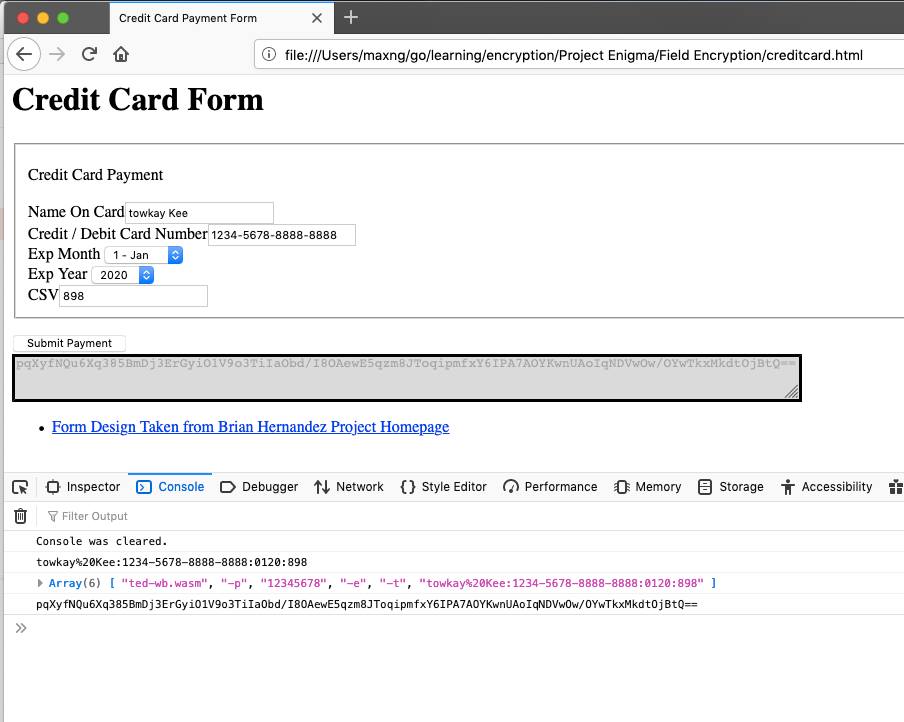 Credit Card Payment Form
file:///Users/maxng/go/learning/encryption/Project Enigma/Field Encryption/creditcard.html
Credit Card Form
Credit Card Payment
Name On Card towkay Kee
Credit / Debit Card Number 1234-5678-8888-8888
Exp Month 1 - Jan
Exp Year 2020
CSV 898
Submit Payment
pqXyfNQu6Xq385BmDj3ErGyiO1V9o3TiIaObd/I8OAewE5qzm8JToqipmfxY6IPA7AOYKwnUAoIqNDVwOw/OYwTkxMkdtOjBtQ==
• Form Design Taken from Brian Hernandez Project Homepage
Inspector Console Debugger Network {} Style Editor Performance Memory Storage Accessibility
Filter Output
Console was cleared.
towkay%20Kee:1234-5678-8888-8888:0120:898
Array(6) [ "ted-wb.wasm", "-p", "12345678", "-e", "-t", "towkay%20Kee:1234-5678-8888-8888:0120:898" ]
pqXyfNQu6Xq385BmDj3ErGyiO1V9o3TiIaObd/I8OAewE5qzm8JToqipmfxY6IPA7AOYKwnUAoIqNDVwOw/OYwTkxMkdtOjBtQ==